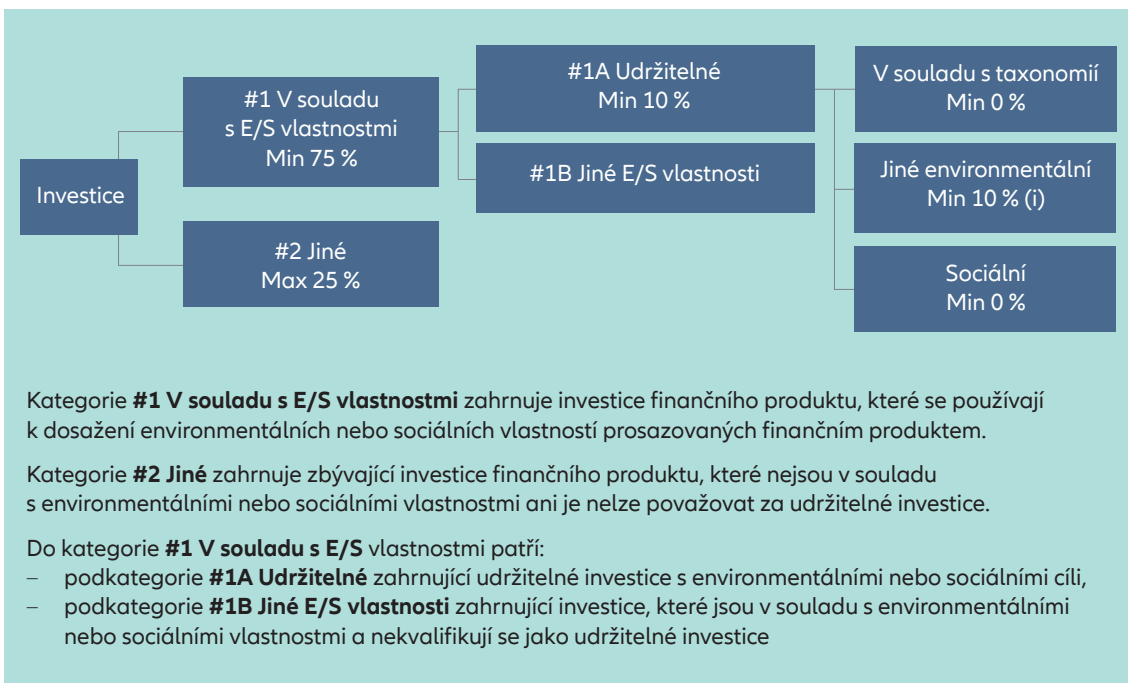 Investice
#1 V souladu
s E/S vlastnostmi
Min 75 %
#2 Jiné
Max 25 %
#1A Udržitelné
Min 10 %
#1B Jiné E/S vlastnosti
V souladu s taxonomií
Min 0 %
Jiné environmentální
Min 10 % (i)
Sociální
Min 0 %
Kategorie #1 V souladu s E/S vlastnostmi zahrnuje investice finančního produktu, které se používají
k dosažení environmentálních nebo sociálních vlastností prosazovaných finančním produktem.
Kategorie #2 Jiné zahrnuje zbývající investice finančního produktu, které nejsou v souladu
s environmentálními nebo sociálními vlastnostmi ani je nelze považovat za udržitelné investice.
Do kategorie #1 V souladu s E/S vlastnostmi patří:
– podkategorie #1A Udržitelné zahrnující udržitelné investice s environmentálními nebo sociálními cíli,
– podkategorie #1B Jiné E/S vlastnosti zahrnující investice, které jsou v souladu s environmentálními
nebo sociálními vlastnostmi a nekvalifikují se jako udržitelné investice